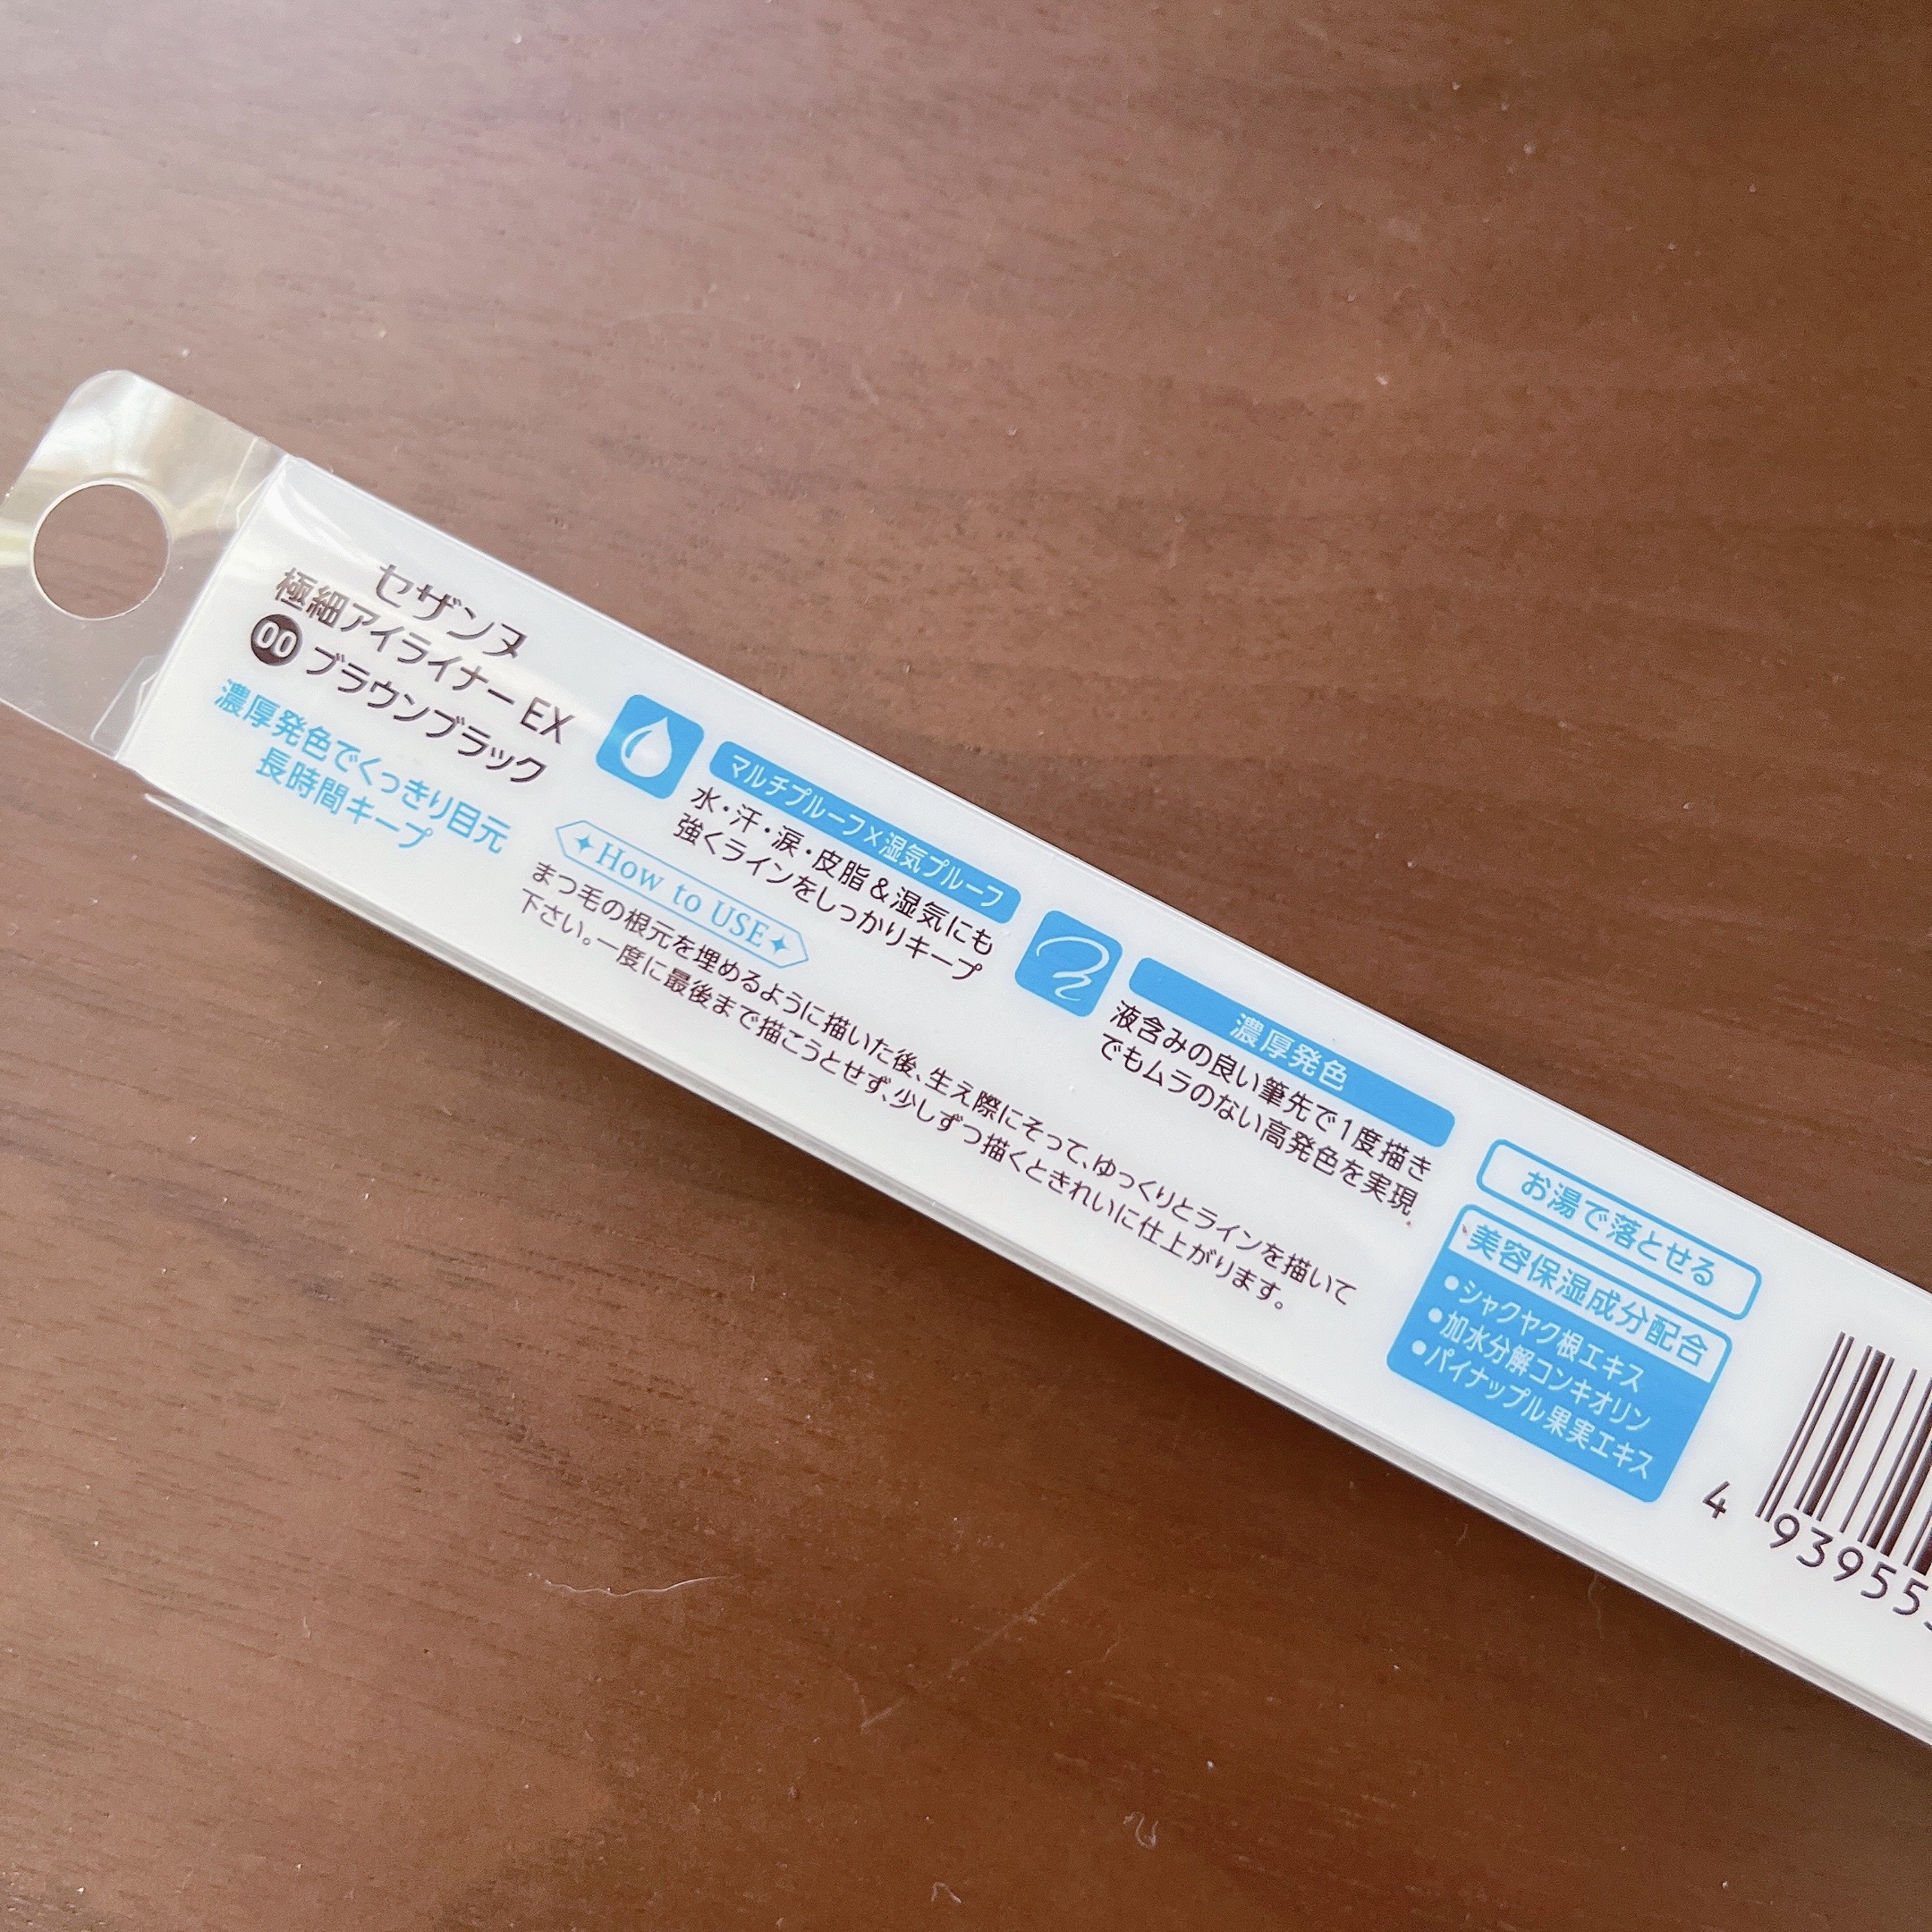 セザンヌ
極細アイライナー EX
00 ブラウンブラック
濃厚発色でくっきり目元
長時間キープ
マルチプルーフ×湿気プルーフ
水・汗・涙・皮脂&湿気にも
強くラインをしっかりキープ
濃厚発色
液含みの良い筆先で1度描き
でもムラのない高発色を実現
How to USE
まつ毛の根元を埋めるように描いた後、生え際にそって、ゆっくりとラインを描いて
下さい。一度に最後まで描こうとせず、少しずつ描くときれいに仕上がります。
お湯で落とせる
美容保湿成分配合
●シャクヤク根エキス
●加水分解コンキオリン
●パイナップル果実エキス
4 93955